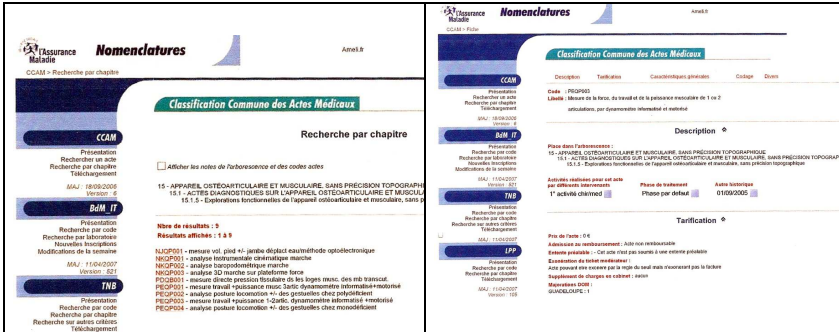 l'Assurance
Maladie
Nomenclatures
Ameli.fr
CCAM > Recherche par chapitre
Classification Commune des Actes Médicaux
CCAM
Présentation
Rechercher un acte
Recherche par chapitre
Téléchargement
MAJ : 18/09/2006
Version : 6
BdM_IT
Présentation
Recherche par code
Recherche par laboratoire
Nouvelles Inscriptions
Modifications de la semaine
MAJ : 11/04/2007
Version : 521
TNB
Présentation
Recherche par code
Recherche par chapitre
Recherche sur autres critères
Téléchargement
Recherche par chapitre
Afficher les notes de l'arborescence et des codes actes
15 - APPAREIL OSTÉOARTICULAIRE ET MUSCULAIRE, SANS PRÉCISION TOPOGRAPH
15.1 - ACTES DIAGNOSTIQUES SUR L'APPAREIL OSTÉOARTICULAIRE ET MUSCULA
15.1.5 - Explorations fonctionnelles de l'appareil ostéoarticulaire et musculaire, sans p
Nbre de résultats : 9
Résultats affichés : 1 à 9
NJQP001 - mesure vol. pied +/- jambe déplact eau/méthode optoélectronique
NKQP001 - analyse instrumentale cinématique marche
NKQP002 - analyse baropodométrique marche
NKQP003 - analyse 3D marche sur plateforme force
PDQB001 - mesure directe pression tissulaire ds les loges musc. des mb transcut.
PEQP001 - mesure travail +puissance musc 3artic dynamomètre informatisé+motorisé
PEQP002 - analyse posture locomotion +/- des gestuelles chez polydéficient
PEQP003 - mesure travail +puissance 1-2artic. dynamomètre informatisé +motorisé
PEQP004 - analyse posture locomotion +/- des gestuelles chez monodéficient
l'Assurance
Maladie
Nomenclatures
Ameli.fr
CCAM > Fiche
Classification Commune des Actes Médicaux
Description Tarification Caractéristiques générales Codage Divers
CCAM
Présentation
Rechercher un acte
Recherche par chapitre
Téléchargement
MAJ : 18/09/2006
Version : 6
BdM_IT
Présentation
Recherche par code
Recherche par laboratoire
Recherche par chapitre
Nouvelles Inscriptions
Modifications de la semaine
MAJ : 11/04/2007
Version : 521
TNB
Présentation
Recherche par code
Recherche par chapitre
Recherche sur autres critères
Téléchargement
MAJ : 11/04/2007
LPP
Présentation
Recherche par code
Recherche par chapitre
Téléchargement
MAJ : 11/04/2007
Version : 105
Code : PEQP003
Libellé : Mesure de la force, du travail et de la puissance musculaire de 1 ou 2
articulations, par dynamomètre informatisé et motorisé
Description
Place dans l'arborescence :
15 - APPAREIL OSTÉOARTICULAIRE ET MUSCULAIRE, SANS PRÉCISION TOPOGRAPHIQUE
15.1 - ACTES DIAGNOSTIQUES SUR L'APPAREIL OSTÉOARTICULAIRE ET MUSCULAIRE, SANS PRÉCISION TOPOGRAP
15.1.5 - Explorations fonctionnelles de l'appareil ostéoarticulaire et musculaire, sans précision topographique
Activités réalisées pour cet acte
par différents intervenants
Phase de traitement
Autre historique
1° activité chir/med
Phase par défaut
01/09/2005
Tarification
Prix de l'acte : 0 €
Admission au remboursement : Acte non remboursable
Entente préalable : - Cet acte n'est pas soumis à une entente préalable
Exonération du ticket modérateur :
Acte pouvant etre exonere par la regle du seuil mais n'exonerant pas la facture
Supplément de charges en cabinet : aucun
Majorations DOM :
GUADELOUPE : 1